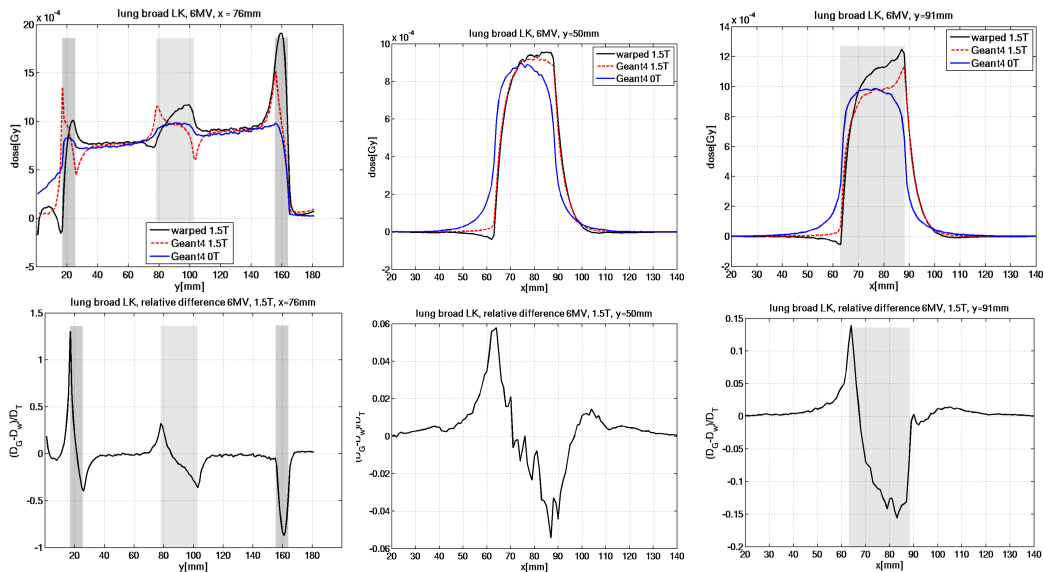 lung broad LK, 6MV, x = 76mm
x 10⁻⁴
20
15
10
5
0
-5
dose[Gy]
20 40 60 80 100 120 140 160 180
y[mm]
warped 1.5T
Geant4 1.5T
Geant4 0T
lung broad LK, 6MV, y=50mm
x 10⁻⁴
10
8
6
4
2
0
-2
dose[Gy]
20 30 40 50 60 70 80 90 100 110 120 130 140
x[mm]
warped 1.5T
Geant4 1.5T
Geant4 0T
lung broad LK, 6MV, y=91mm
x 10⁻⁴
14
12
10
8
6
4
2
0
-2
dose[Gy]
20 30 40 50 60 70 80 90 100 110 120 130 140
x[mm]
warped 1.5T
Geant4 1.5T
Geant4 0T
lung broad LK, relative difference 6MV, 1.5T, x=76mm
1.5
1
0.5
0
-0.5
-1
(D_G-D_w)/D_T
20 40 60 80 100 120 140 160 180
y[mm]
lung broad LK, relative difference 6MV, 1.5T, y=50mm
0.06
0.04
0.02
0
-0.02
-0.04
-0.06
(D_G-D_w)/D_T
20 30 40 50 60 70 80 90 100 110 120 130 140
x[mm]
lung broad LK, relative difference 6MV, 1.5T, y=91mm
0.15
0.1
0.05
0
-0.05
-0.1
-0.15
-0.2
(D_G-D_w)/D_T
20 30 40 50 60 70 80 90 100 110 120 130 140
x[mm]